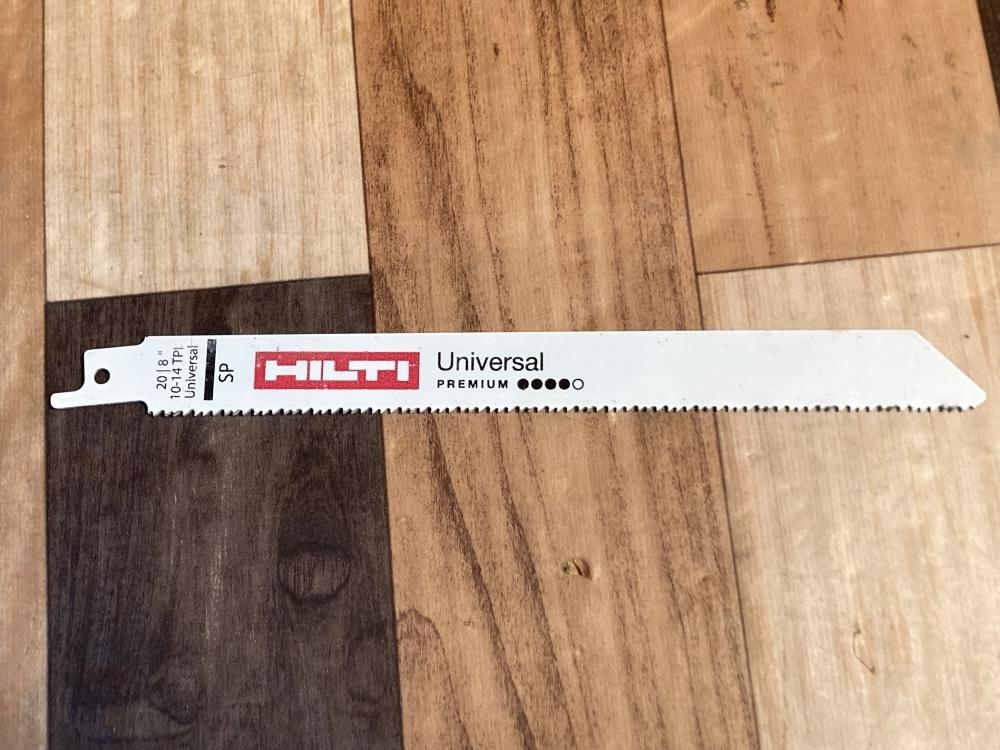 20 | 8"
10-14 TPI
Universal
SP
HILTI
Universal
PREMIUM ●●●●○